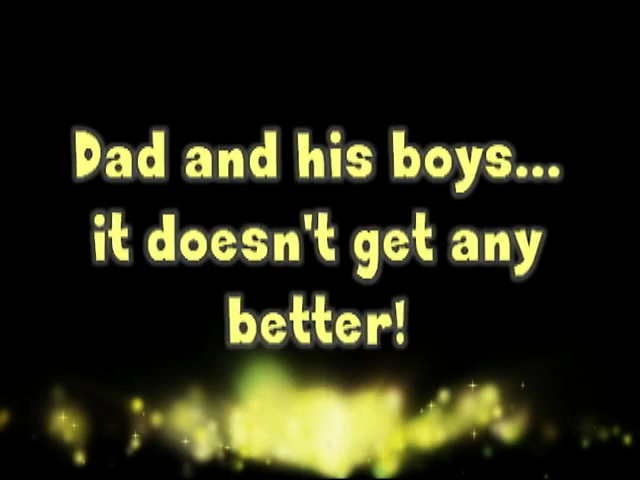 Dad and his boys...
it doesn't get any
better!